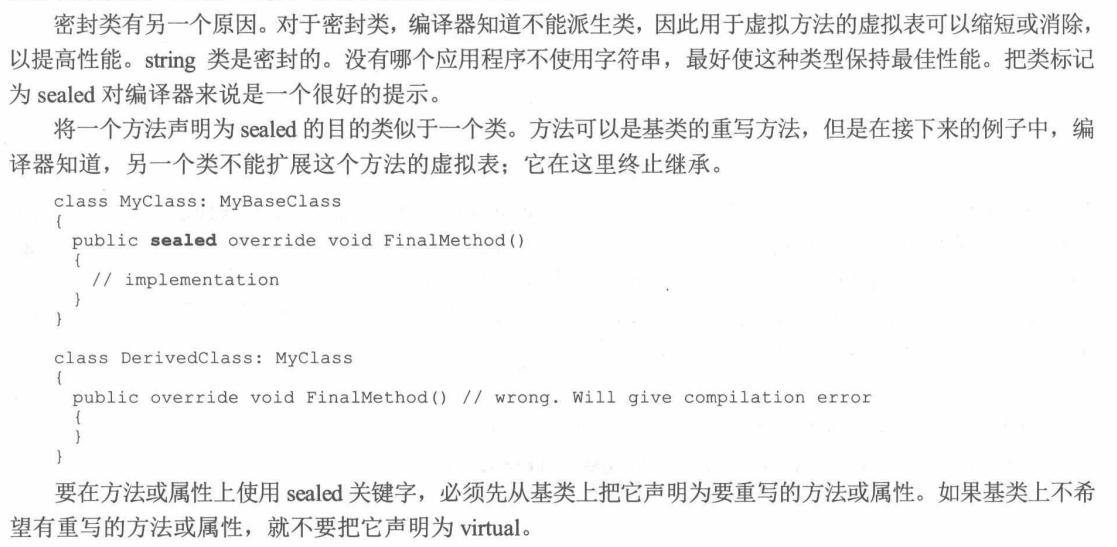 密封类有另一个原因。对于密封类，编译器知道不能派生类，因此用于虚拟方法的虚拟表可以缩短或消除，
以提高性能。string 类是密封的。没有哪个应用程序不使用字符串，最好使这种类型保持最佳性能。把类标记
为 sealed 对编译器来说是一个很好的提示。
将一个方法声明为 sealed 的目的类似于一个类。方法可以是基类的重写方法，但是在接下来的例子中，编
译器知道，另一个类不能扩展这个方法的虚拟表；它在这里终止继承。
class MyClass: MyBaseClass
{
  public sealed override void FinalMethod()
  {
    // implementation
  }
}
class DerivedClass: MyClass
{
  public override void FinalMethod() // wrong. Will give compilation error
  {
  }
}
要在方法或属性上使用 sealed 关键字，必须先从基类上把它声明为要重写的方法或属性。如果基类上不希
望有重写的方法或属性，就不要把它声明为 virtual。